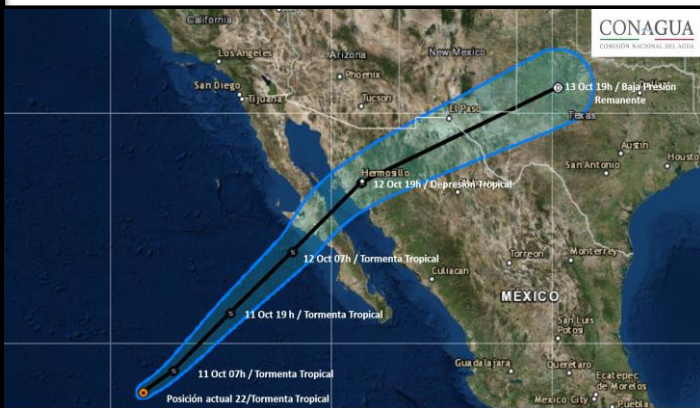 CONAGUA
COMISIÓN NACIONAL DEL AGUA
California
Los Angeles
Arizona
New Mexico
Phoenix
San Diego
Tijuana
Tucson
13 Oct 19h / Baja Presión
Remanente
El Paso
Texas
Austin
Houston
San Antonio
Hermosillo
12 Oct 19h / Depresión Tropical
12 Oct 07h / Tormenta Tropical
Culiacan
Torreon
Monterrey
MEXICO
11 Oct 19 h / Tormenta Tropical
San Luis
Potosi
11 Oct 07h / Tormenta Tropical
Guadalajara
Querétaro
Ecatepec
de Morelos
Posición actual 22/Tormenta Tropical
Mexico City
Puebla